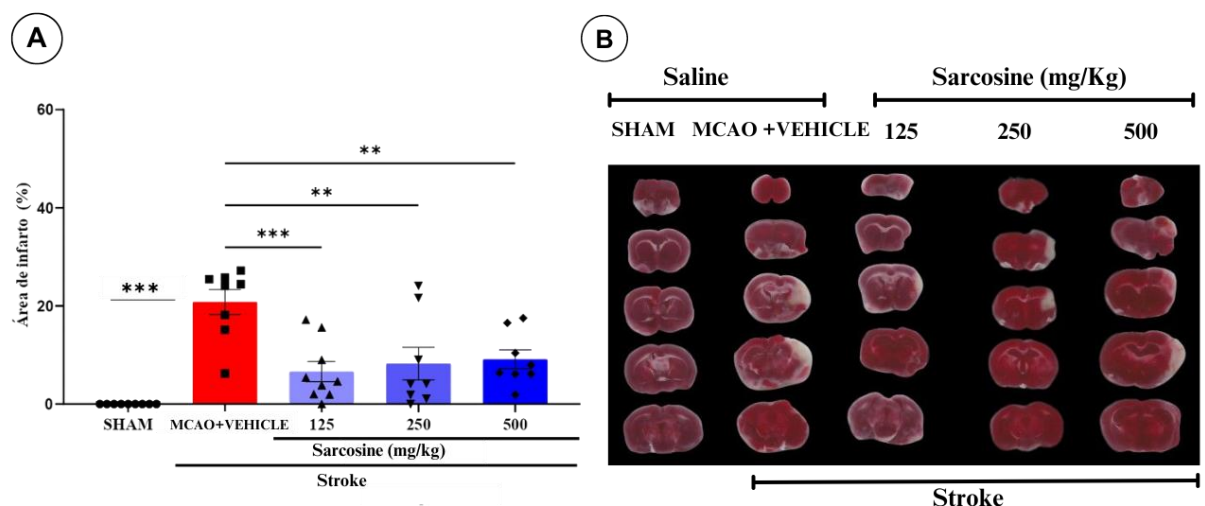 A
60
40
20
0
Área de infarto (%)
***
***
**
**
SHAM MCAO+VEHICLE 125 250 500
Sarcosine (mg/kg)
Stroke
B
Saline Sarcosine (mg/Kg)
SHAM MCAO +VEHICLE 125 250 500
Stroke